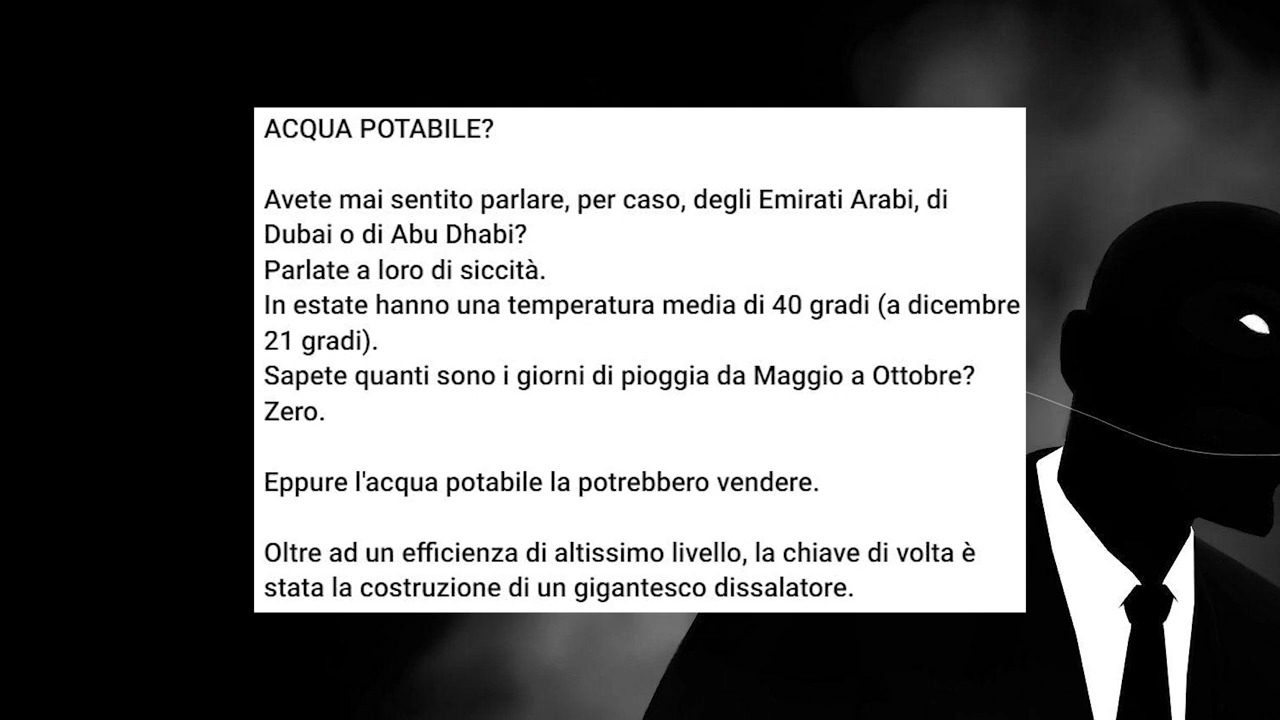 ACQUA POTABILE?
Avete mai sentito parlare, per caso, degli Emirati Arabi, di
Dubai o di Abu Dhabi?
Parlate a loro di siccità.
In estate hanno una temperatura media di 40 gradi (a dicembre
21 gradi).
Sapete quanti sono i giorni di pioggia da Maggio a Ottobre?
Zero.
Eppure l'acqua potabile la potrebbero vendere.
Oltre ad un efficienza di altissimo livello, la chiave di volta è
stata la costruzione di un gigantesco dissalatore.